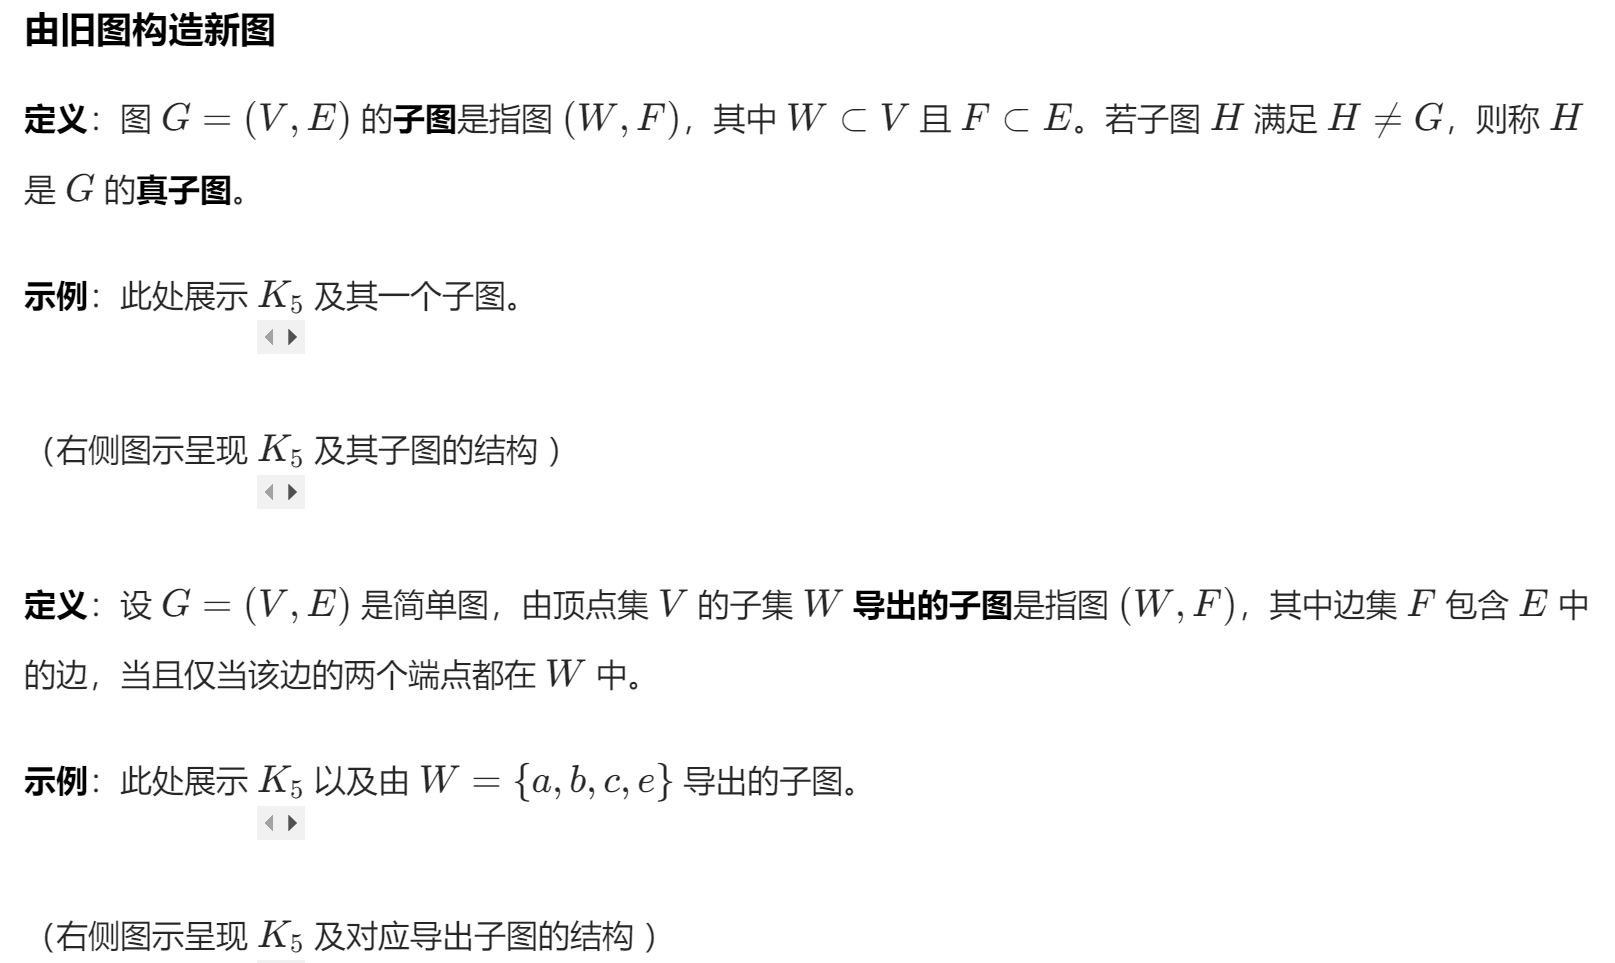 由旧图构造新图
定义：图 G = (V, E) 的子图是指图 (W, F)，其中 W ⊂ V 且 F ⊂ E。若子图 H 满足 H ≠ G，则称 H
是 G 的真子图。
示例：此处展示 K₅ 及其一个子图。
（右侧图示呈现 K₅ 及其子图的结构 ）
定义：设 G = (V, E) 是简单图，由顶点集 V 的子集 W 导出的子图是指图 (W, F)，其中边集 F 包含 E 中
的边，当且仅当该边的两个端点都在 W 中。
示例：此处展示 K₅ 以及由 W = {a, b, c, e} 导出的子图。
（右侧图示呈现 K₅ 及对应导出子图的结构 ）